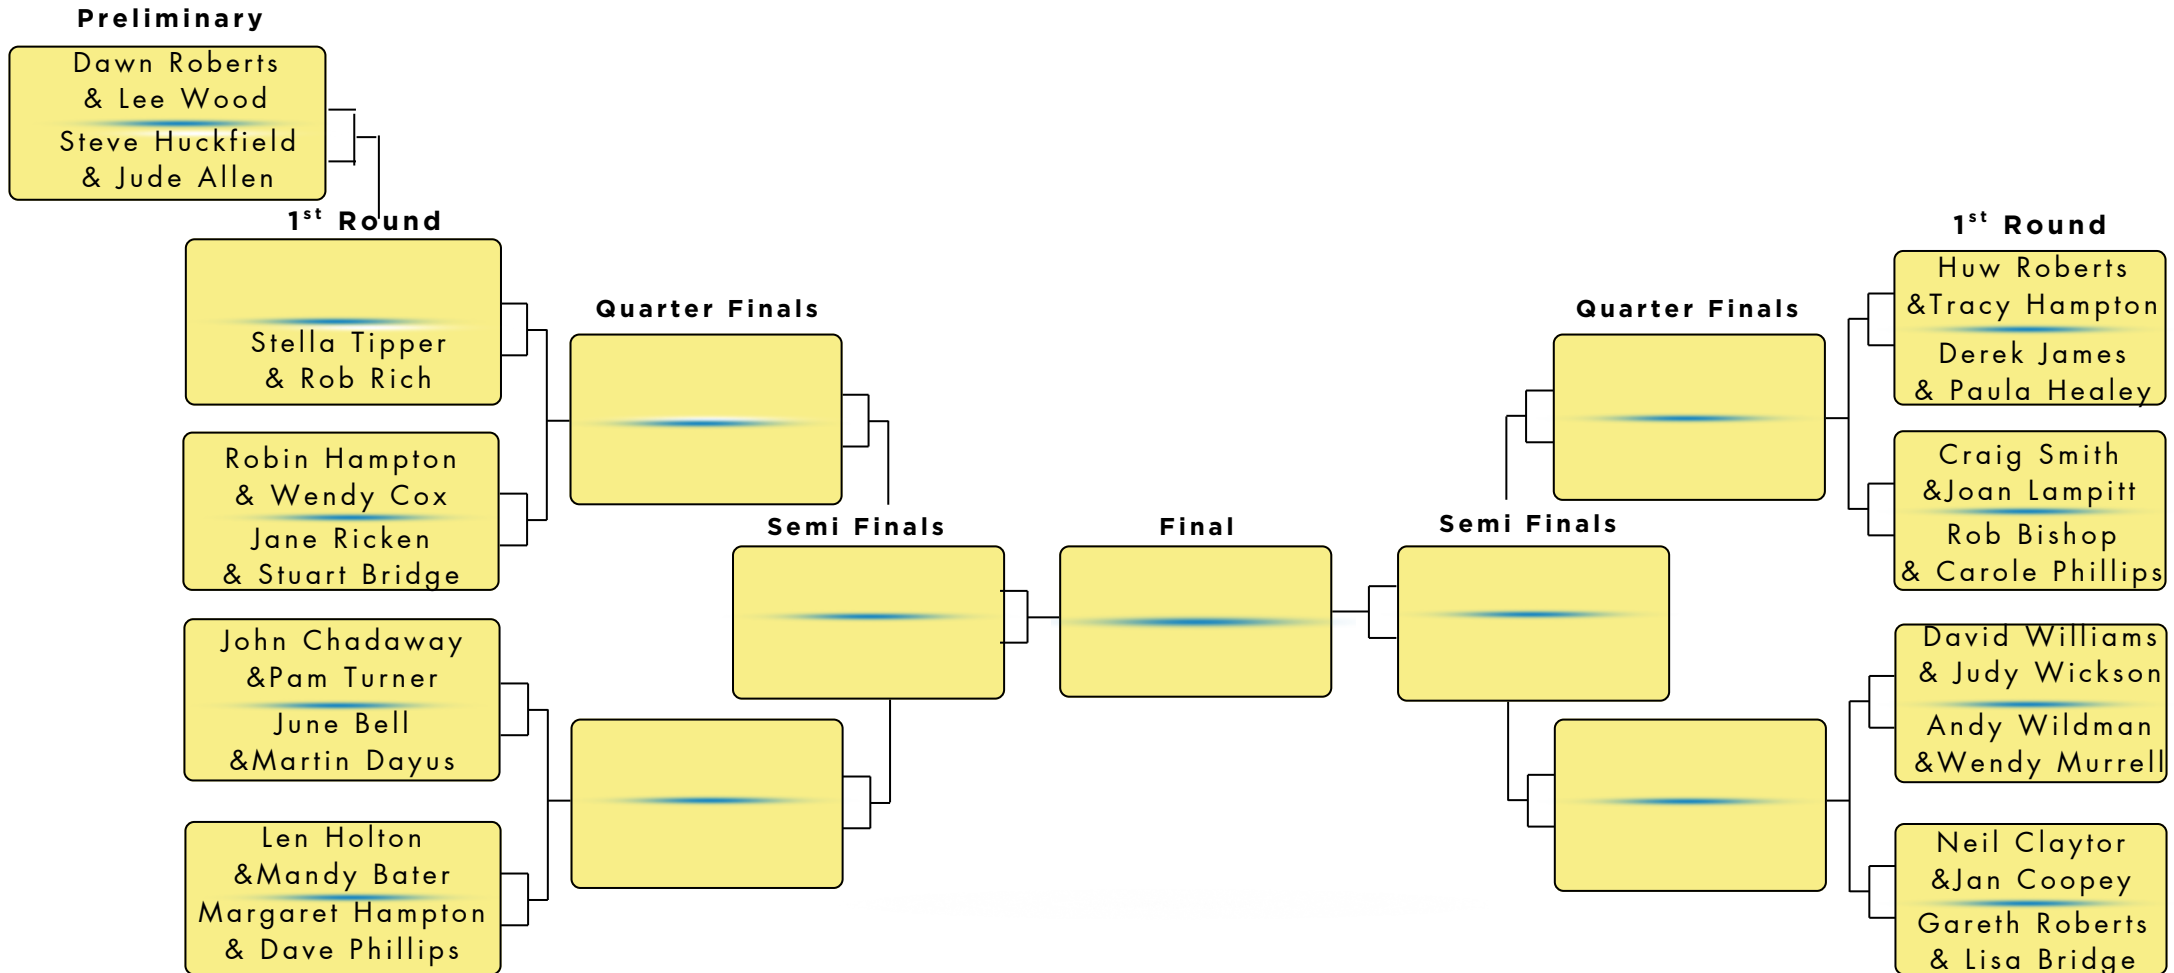 Preliminary
Dawn Roberts
& Lee Wood
Steve Huckfield
& Jude Allen
1st Round
Stella Tipper
& Rob Rich
Robin Hampton
& Wendy Cox
Jane Ricken
& Stuart Bridge
John Chadaway
&Pam Turner
June Bell
&Martin Dayus
Len Holton
&Mandy Bater
Margaret Hampton
& Dave Phillips
Quarter Finals
Semi Finals
Final
Semi Finals
Quarter Finals
1st Round
Huw Roberts
&Tracy Hampton
Derek James
& Paula Healey
Craig Smith
&Joan Lampitt
Rob Bishop
& Carole Phillips
David Williams
& Judy Wickson
Andy Wildman
&Wendy Murrell
Neil Claytor
&Jan Coopey
Gareth Roberts
& Lisa Bridge